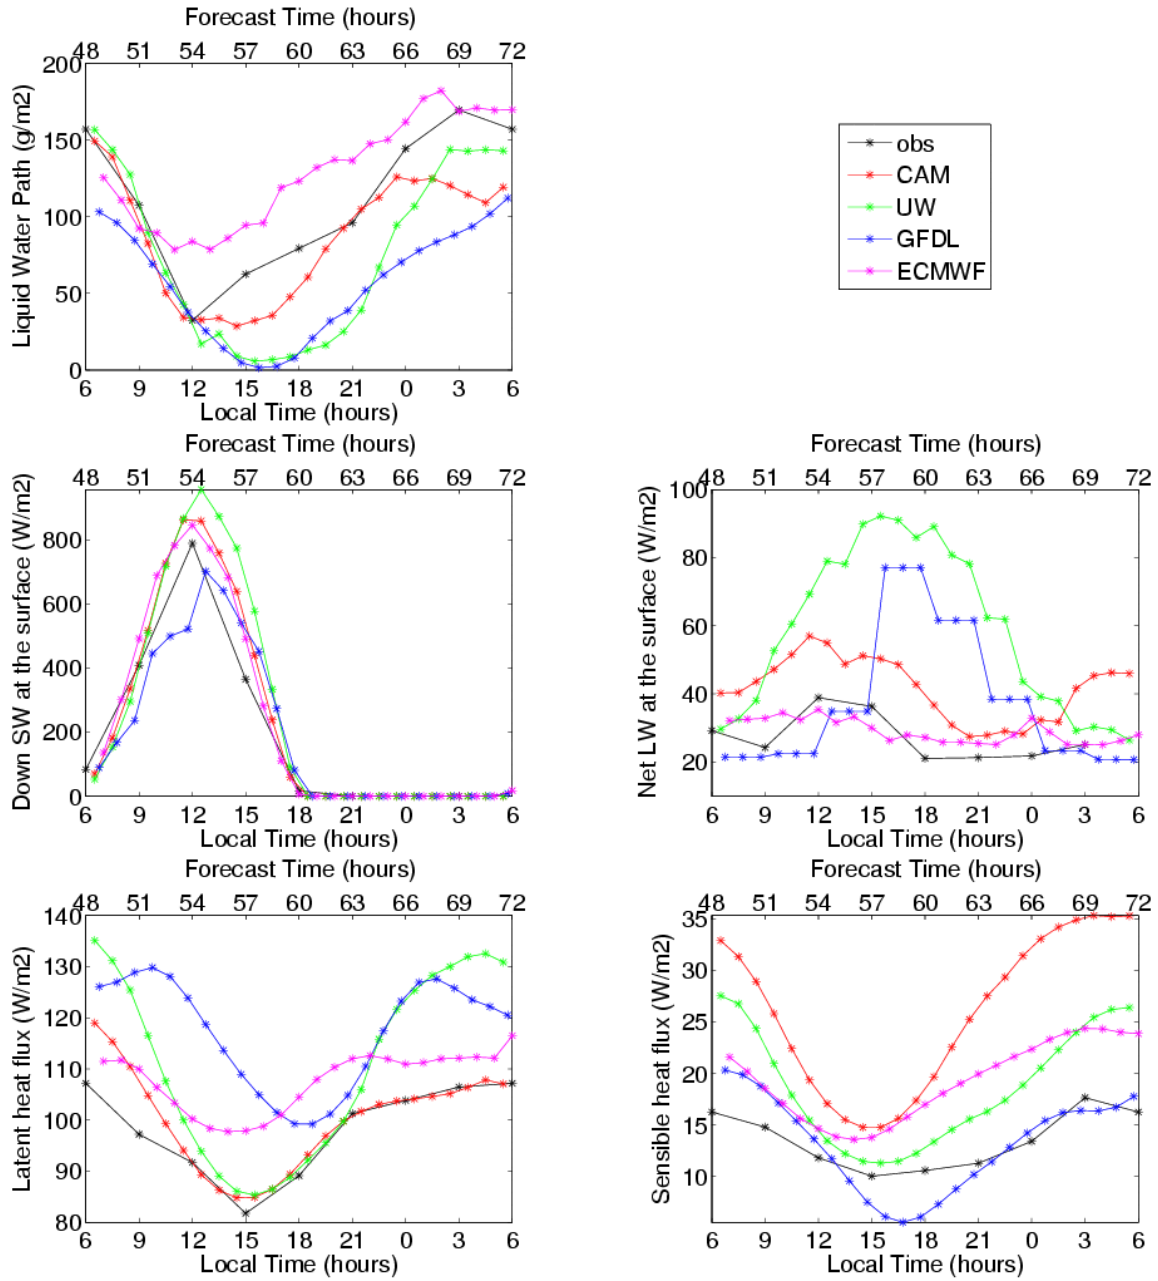 Forecast Time (hours)
48 51 54 57 60 63 66 69 72
Liquid Water Path (g/m2)
200
150
100
50
0
6 9 12 15 18 21 0 3 6
Local Time (hours)
obs
CAM
UW
GFDL
ECMWF
Forecast Time (hours)
48 51 54 57 60 63 66 69 72
Down SW at the surface (W/m2)
800
600
400
200
0
6 9 12 15 18 21 0 3 6
Local Time (hours)
Forecast Time (hours)
48 51 54 57 60 63 66 69 72
Net LW at the surface (W/m2)
100
80
60
40
20
6 9 12 15 18 21 0 3 6
Local Time (hours)
Forecast Time (hours)
48 51 54 57 60 63 66 69 72
Latent heat flux (W/m2)
140
130
120
110
100
90
80
6 9 12 15 18 21 0 3 6
Local Time (hours)
Forecast Time (hours)
48 51 54 57 60 63 66 69 72
Sensible heat flux (W/m2)
35
30
25
20
15
10
6 9 12 15 18 21 0 3 6
Local Time (hours)